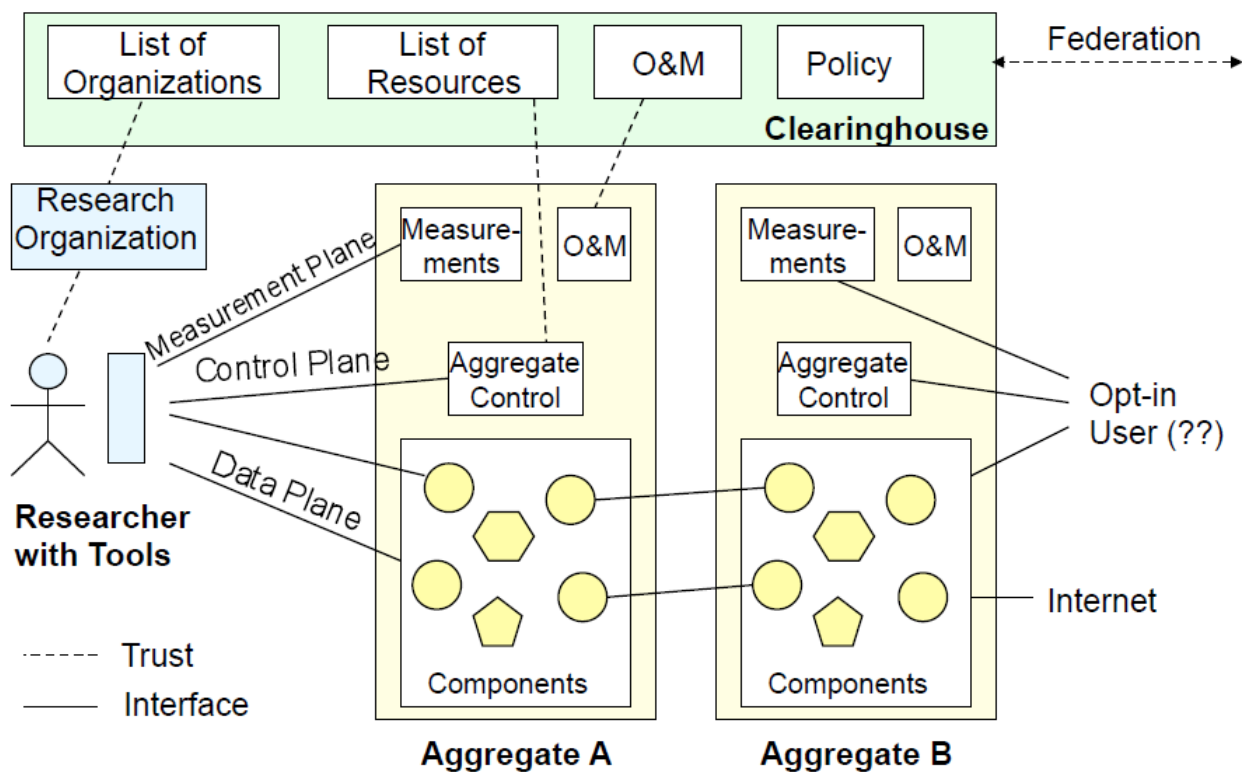 List of
Organizations
List of
Resources
O&M
Policy
Clearinghouse
Federation
Research
Organization
Measurement Plane
Control Plane
Data Plane
Researcher
with Tools
Measure-
ments
O&M
Aggregate
Control
Components
Aggregate A
Measure-
ments
O&M
Aggregate
Control
Components
Aggregate B
Opt-in
User (??)
Internet
Trust
Interface